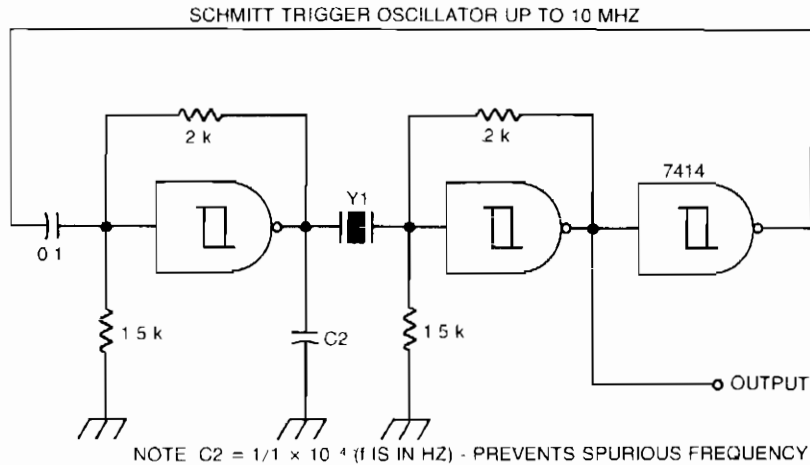 SCHMITT TRIGGER OSCILLATOR UP TO 10 MHZ
2 k
2 k
7414
Y1
0 1
1 5 k
C2
1 5 k
OUTPUT
NOTE C2 = 1/1 × 10⁻⁴ (f IS IN HZ) - PREVENTS SPURIOUS FREQUENCY